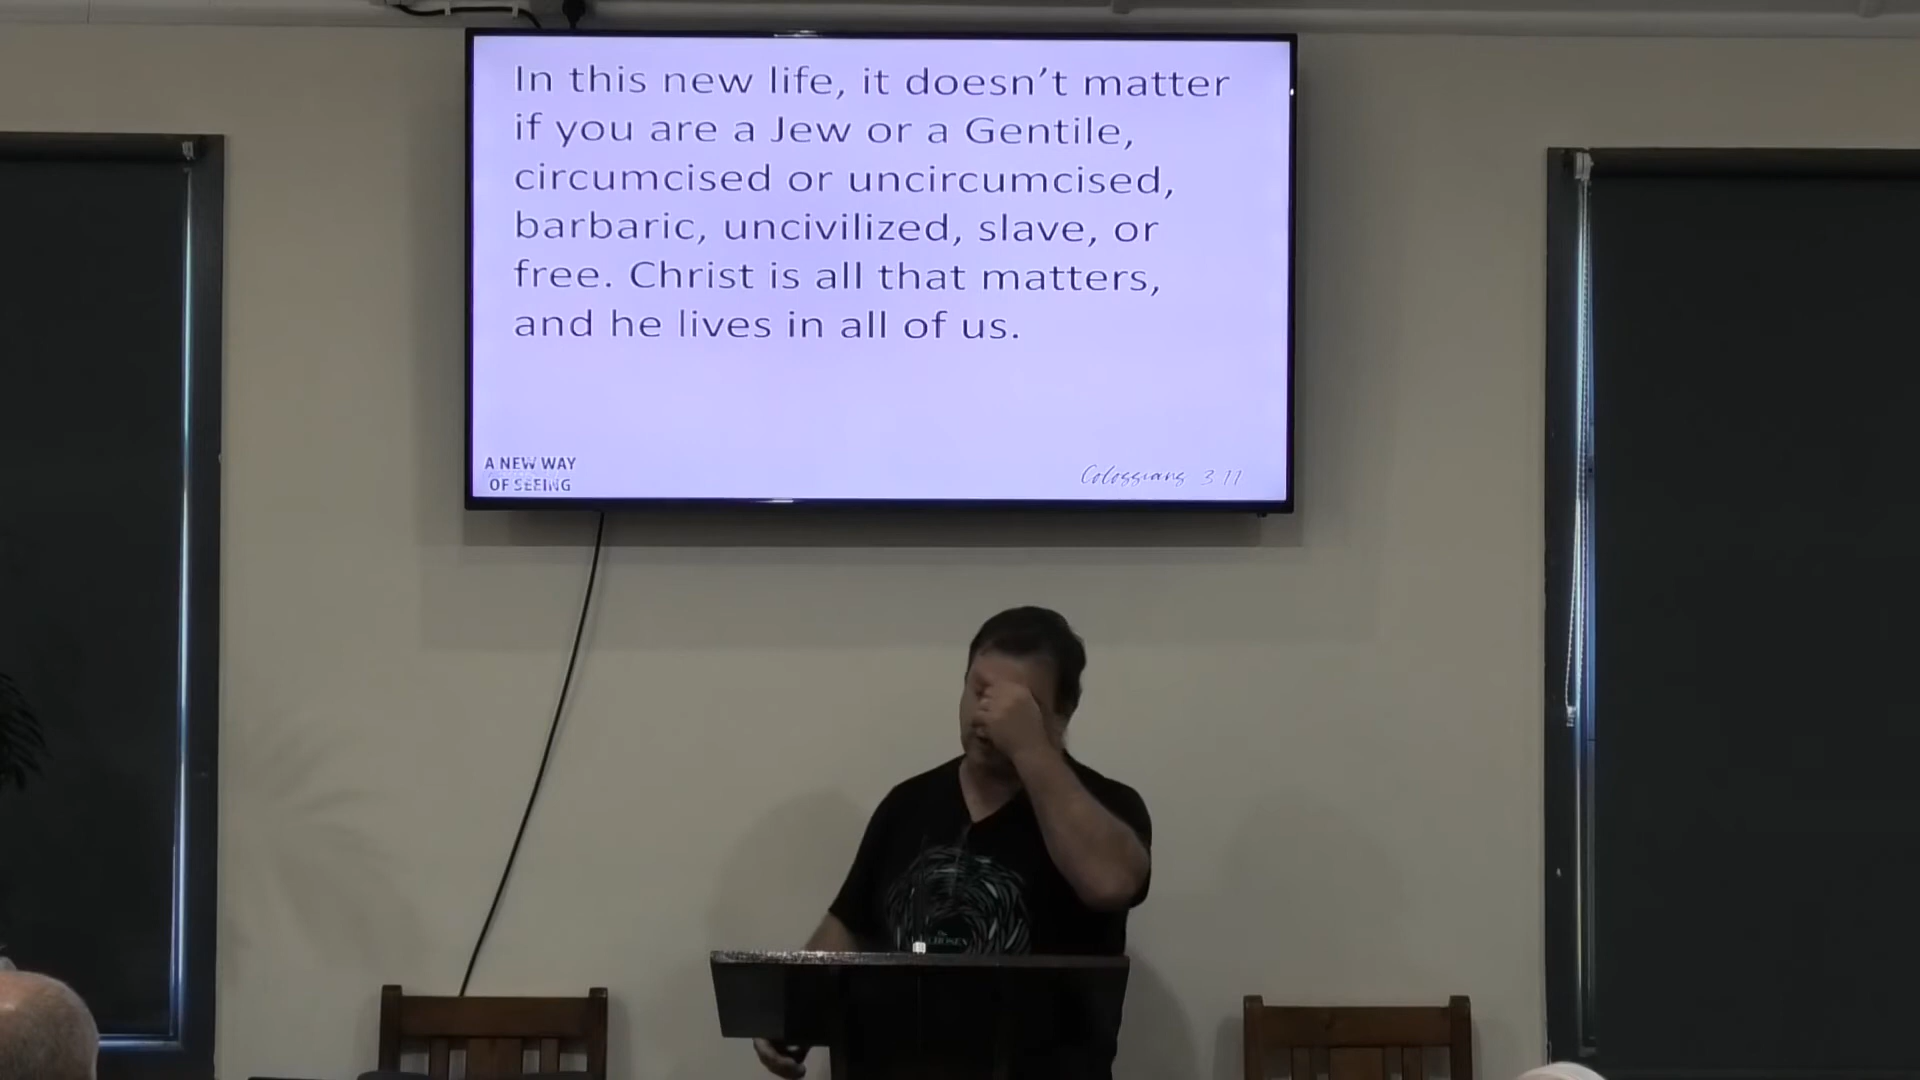 In this new life, it doesn’t matter
if you are a Jew or a Gentile,
circumcised or uncircumcised,
barbaric, uncivilized, slave, or
free. Christ is all that matters,
and he lives in all of us.
A NEW WAY
OF SEEING
Colossians 3:11
The
CHOSEN